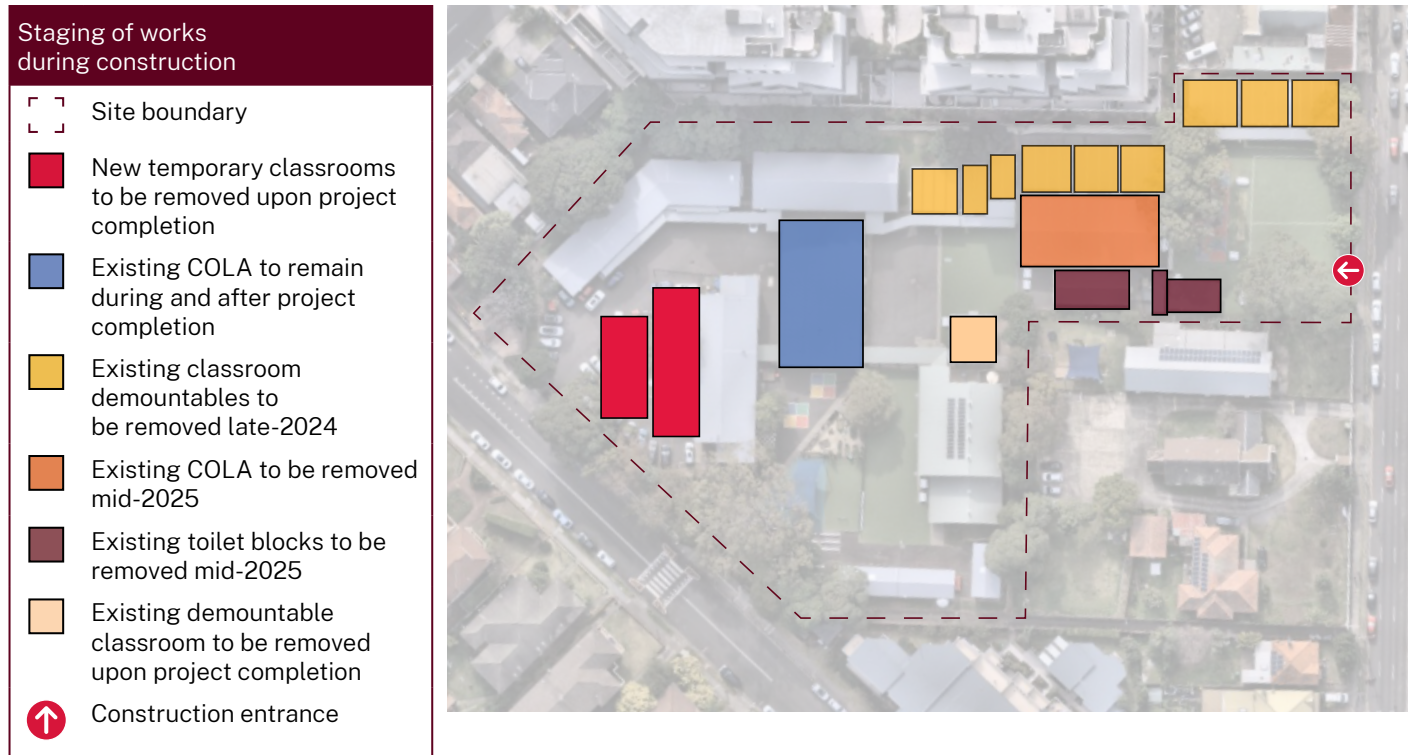 Staging of works
during construction
Site boundary
New temporary classrooms
to be removed upon project
completion
Existing COLA to remain
during and after project
completion
Existing classroom
demountables to
be removed late-2024
Existing COLA to be removed
mid-2025
Existing toilet blocks to be
removed mid-2025
Existing demountable
classroom to be removed
upon project completion
Construction entrance